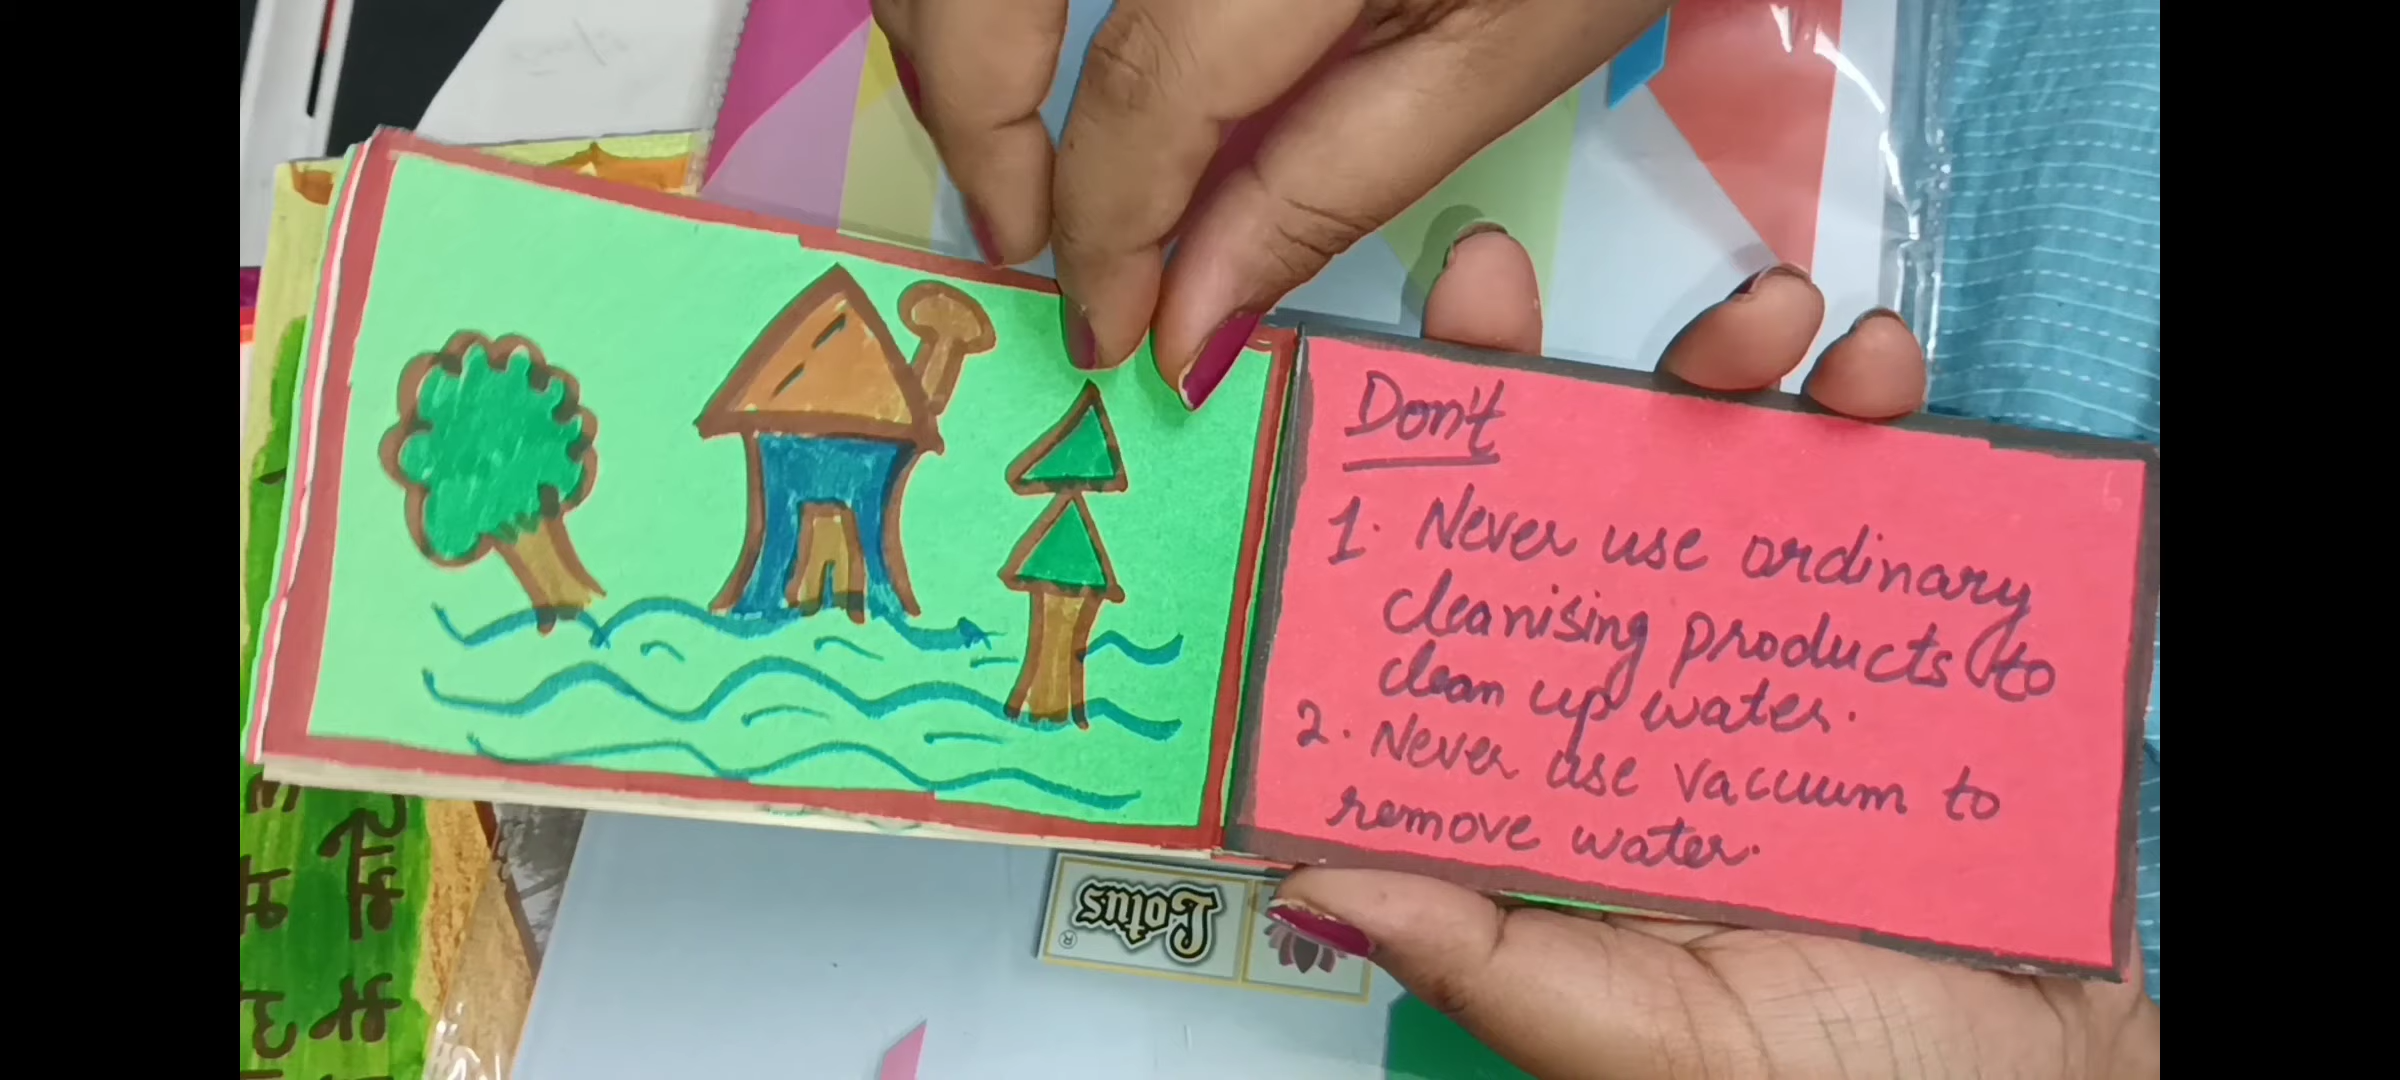 Don't
1. Never use ordinary
cleanising products to
clean up water.
2. Never use vacuum to
remove water.
Lotus
®